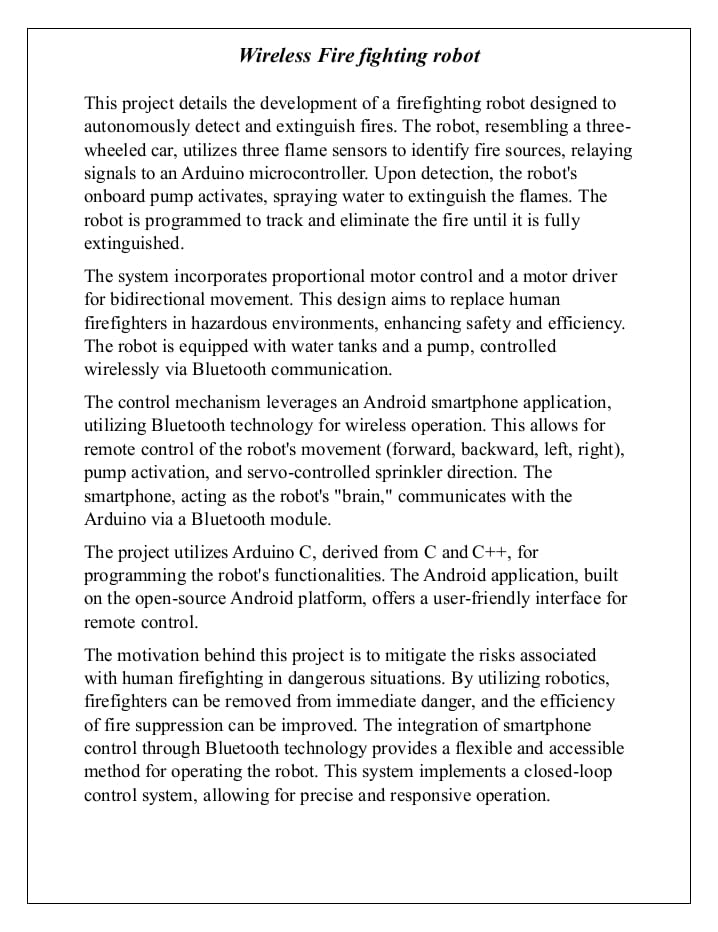 Wireless Fire fighting robot
This project details the development of a firefighting robot designed to
autonomously detect and extinguish fires. The robot, resembling a three-
wheeled car, utilizes three flame sensors to identify fire sources, relaying
signals to an Arduino microcontroller. Upon detection, the robot's
onboard pump activates, spraying water to extinguish the flames. The
robot is programmed to track and eliminate the fire until it is fully
extinguished.
The system incorporates proportional motor control and a motor driver
for bidirectional movement. This design aims to replace human
firefighters in hazardous environments, enhancing safety and efficiency.
The robot is equipped with water tanks and a pump, controlled
wirelessly via Bluetooth communication.
The control mechanism leverages an Android smartphone application,
utilizing Bluetooth technology for wireless operation. This allows for
remote control of the robot's movement (forward, backward, left, right),
pump activation, and servo-controlled sprinkler direction. The
smartphone, acting as the robot's "brain," communicates with the
Arduino via a Bluetooth module.
The project utilizes Arduino C, derived from C and C++, for
programming the robot's functionalities. The Android application, built
on the open-source Android platform, offers a user-friendly interface for
remote control.
The motivation behind this project is to mitigate the risks associated
with human firefighting in dangerous situations. By utilizing robotics,
firefighters can be removed from immediate danger, and the efficiency
of fire suppression can be improved. The integration of smartphone
control through Bluetooth technology provides a flexible and accessible
method for operating the robot. This system implements a closed-loop
control system, allowing for precise and responsive operation.